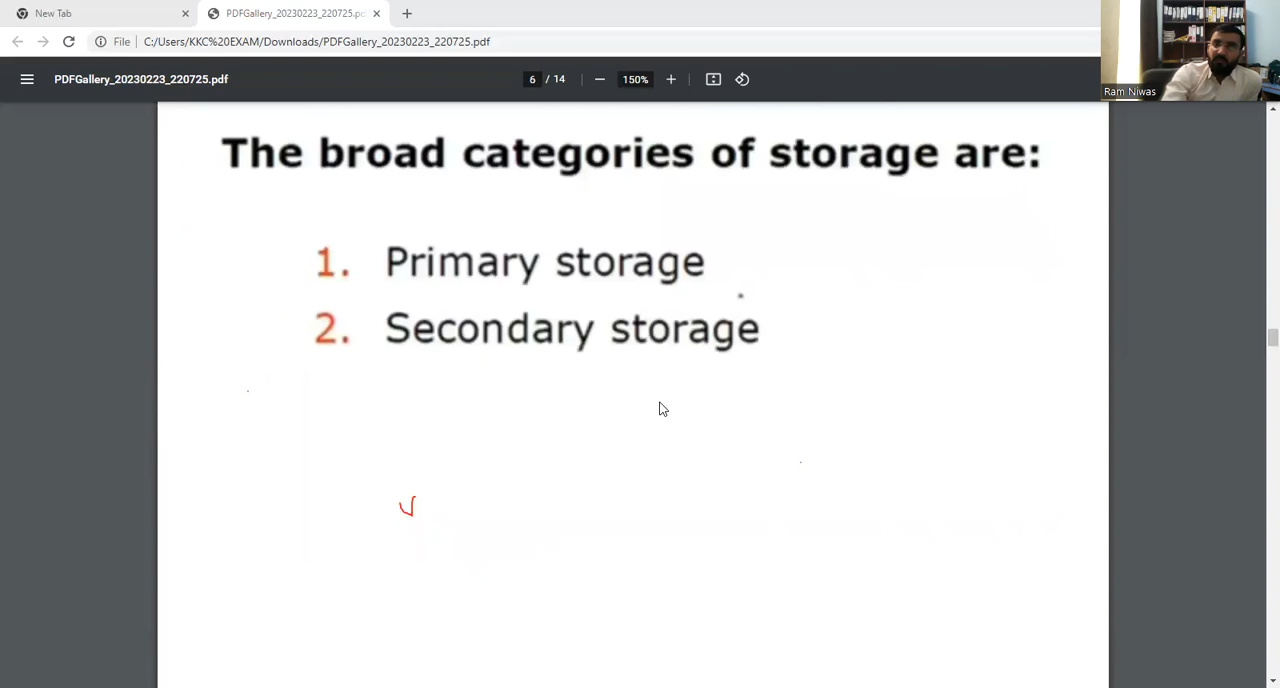 New Tab
PDFGallery_20230223_220725.pdf
File C:/Users/KKC%20EXAM/Downloads/PDFGallery_20230223_220725.pdf
PDFGallery_20230223_220725.pdf
6 / 14
150%
Ram Niwas
The broad categories of storage are:
1. Primary storage
2. Secondary storage